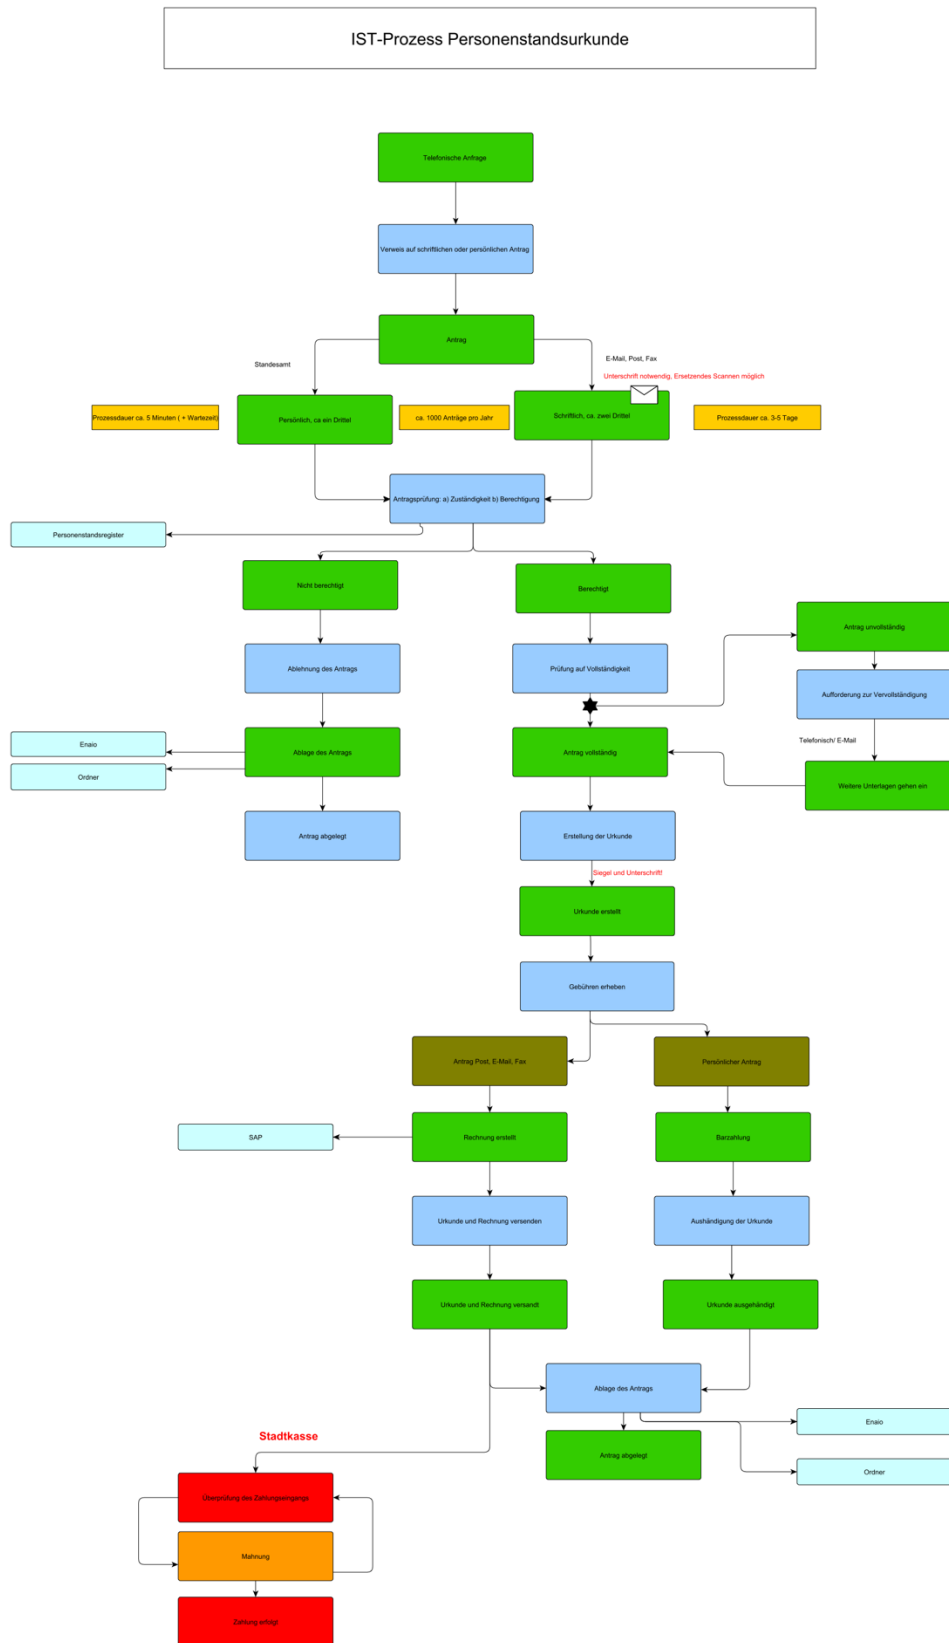 IST-Prozess Personenstandsurkunde
Telefonische Anfrage
Verweis auf schriftlichen oder persönlichen Antrag
Antrag
Standesamt
E-Mail, Post, Fax
Unterschrift notwendig, Ersetzendes Scannen möglich
Prozessdauer ca. 5 Minuten ( + Wartezeit)
Persönlich, ca ein Drittel
ca. 1000 Anträge pro Jahr
Schriftlich, ca. zwei Drittel
Prozessdauer ca. 3-5 Tage
Antragsprüfung: a) Zuständigkeit b) Berechtigung
Personenstandsregister
Nicht berechtigt
Berechtigt
Antrag unvollständig
Ablehnung des Antrags
Prüfung auf Vollständigkeit
Aufforderung zur Vervollständigung
Telefonisch/ E-Mail
Enaio
Ordner
Ablage des Antrags
Antrag vollständig
Weitere Unterlagen gehen ein
Antrag abgelegt
Erstellung der Urkunde
Siegel und Unterschrift!
Urkunde erstellt
Gebühren erheben
Antrag Post, E-Mail, Fax
Persönlicher Antrag
SAP
Rechnung erstellt
Barzahlung
Urkunde und Rechnung versenden
Aushändigung der Urkunde
Urkunde und Rechnung versandt
Urkunde ausgehändigt
Ablage des Antrags
Enaio
Stadtkasse
Antrag abgelegt
Ordner
Überprüfung des Zahlungseingangs
Mahnung
Zahlung erfolgt